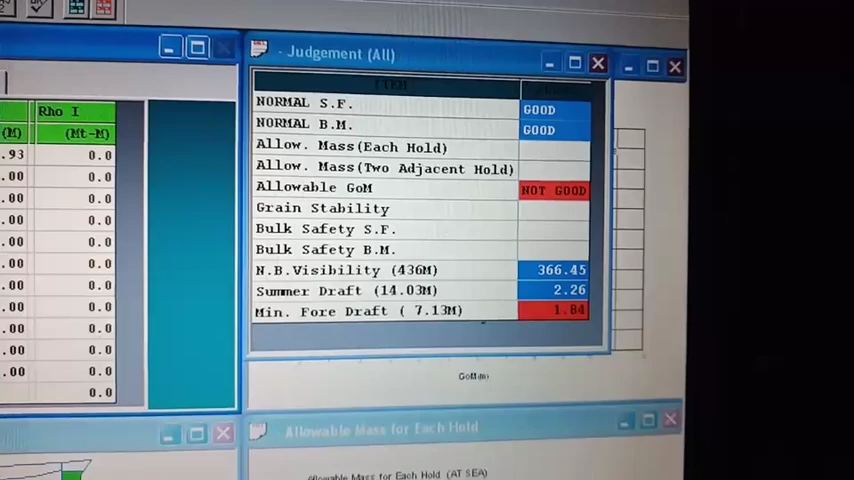 Judgement (All)
ITEM
NORMAL S.F. GOOD
NORMAL B.M. GOOD
Allow. Mass(Each Hold)
Allow. Mass(Two Adjacent Hold)
Allowable GoM NOT GOOD
Grain Stability
Bulk Safety S.F.
Bulk Safety B.M.
N.B.Visibility (436M) 366.45
Summer Draft (14.03M) 2.26
Min. Fore Draft ( 7.13M) 1.84
Rho I
(M) (Mt-M)
.93 0.0
.00 0.0
.00 0.0
.00 0.0
.00 0.0
.00 0.0
.00 0.0
.00 0.0
.00 0.0
.00 0.0
.00 0.0
0.0
GoM(m)
Allowable Mass for Each Hold
Allowable Mass for Each Hold (AT SEA)